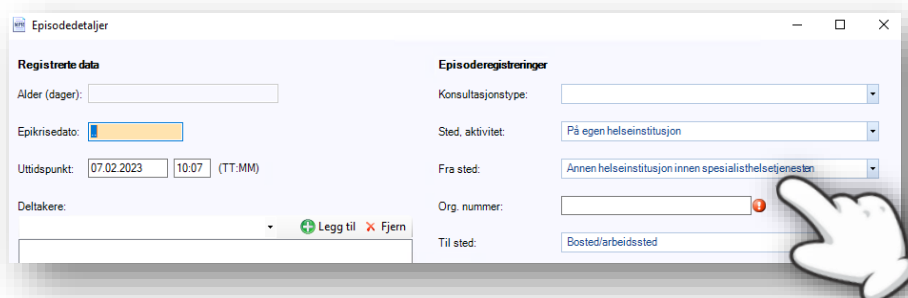 Episodedetaljer
Registrerte data
Alder (dager):
Epikrisedato:
Uttidspunkt: 07.02.2023 10:07 (TT:MM)
Deltakere:
Legg til Fjern
Episoderegistreringer
Konsultasjonstype:
Sted, aktivitet: På egen helseinstitusjon
Fra sted: Annen helseinstitusjon innen spesialisthelsetjenesten
Org. nummer:
Til sted: Bosted/arbeidssted